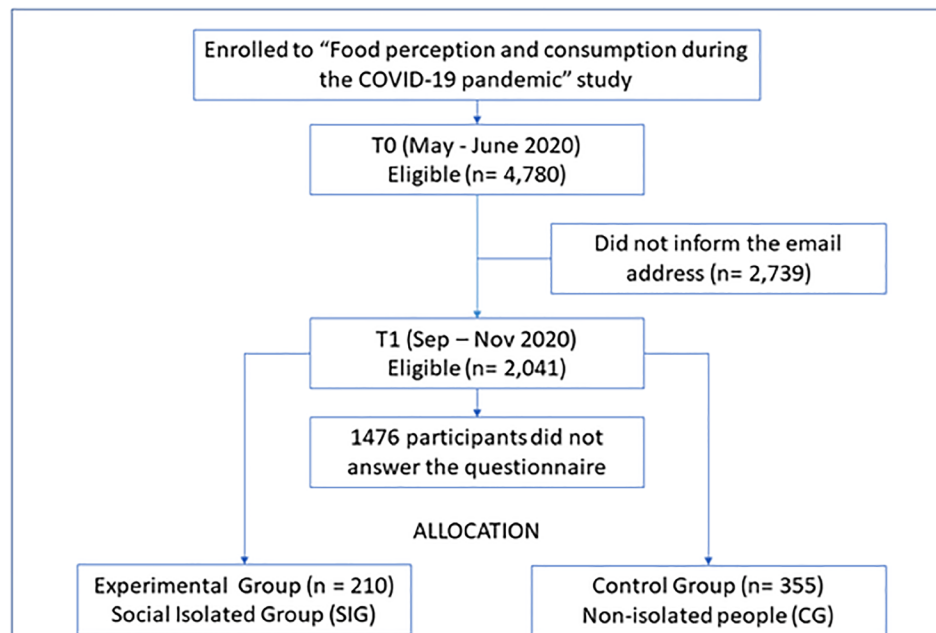 Enrolled to “Food perception and consumption during
the COVID-19 pandemic” study
T0 (May - June 2020)
Eligible (n= 4,780)
Did not inform the email
address (n= 2,739)
T1 (Sep – Nov 2020)
Eligible (n= 2,041)
1476 participants did not
answer the questionnaire
ALLOCATION
Experimental Group (n = 210)
Social Isolated Group (SIG)
Control Group (n= 355)
Non-isolated people (CG)